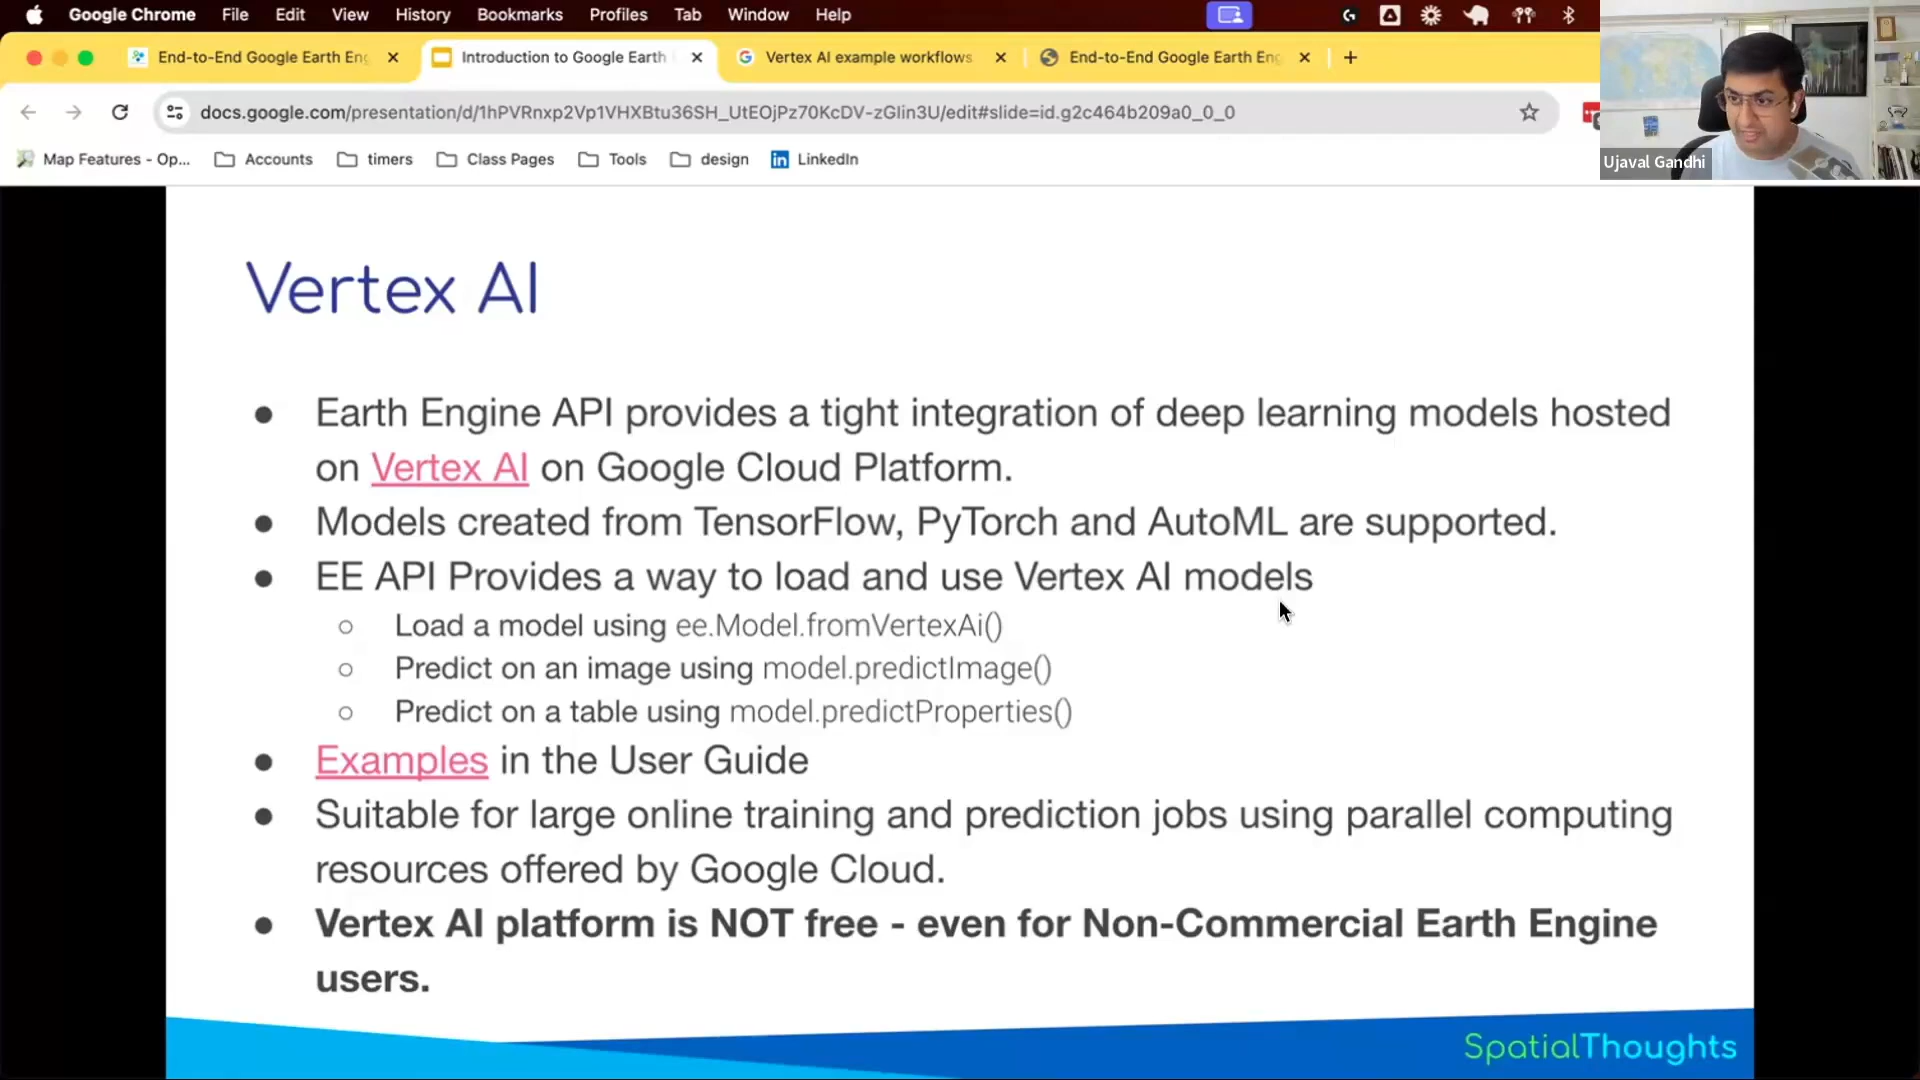 Google Chrome File Edit View History Bookmarks Profiles Tab Window Help
End-to-End Google Earth Eng
Introduction to Google Earth
Vertex AI example workflows
End-to-End Google Earth Eng
docs.google.com/presentation/d/1hPVRnxp2Vp1VHXBtu36SH_UtEOjPz70KcDV-zGIin3U/edit#slide=id.g2c464b209a0_0_0
Map Features - Op... Accounts timers Class Pages Tools design LinkedIn
Ujaval Gandhi
Vertex AI
● Earth Engine API provides a tight integration of deep learning models hosted
on Vertex AI on Google Cloud Platform.
● Models created from TensorFlow, PyTorch and AutoML are supported.
● EE API Provides a way to load and use Vertex AI models
○ Load a model using ee.Model.fromVertexAi()
○ Predict on an image using model.predictImage()
○ Predict on a table using model.predictProperties()
● Examples in the User Guide
● Suitable for large online training and prediction jobs using parallel computing
resources offered by Google Cloud.
● Vertex AI platform is NOT free - even for Non-Commercial Earth Engine
users.
SpatialThoughts